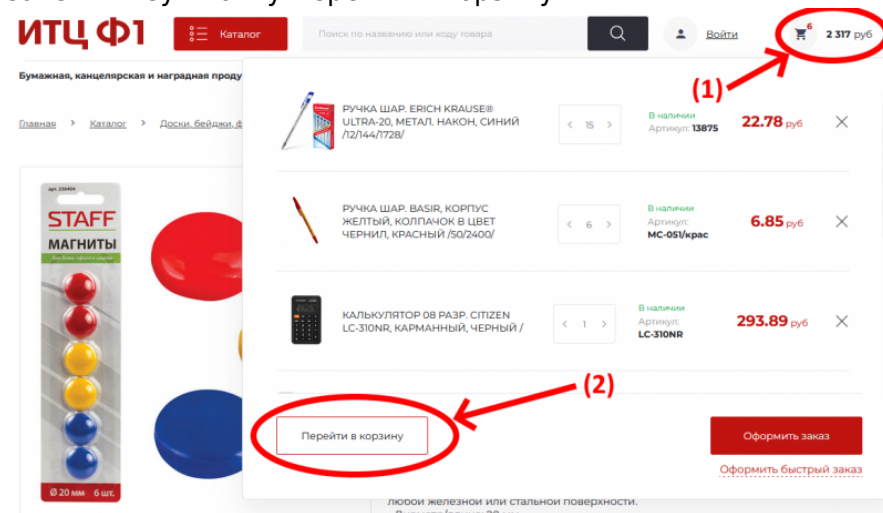 ИТЦ Ф1
Каталог
Поиск по названию или коду товара
Войти
6
2 317 руб
Бумажная, канцелярская и наградная проду
(1)
Главная > Каталог > Доски, бейджи, ф
РУЧКА ШАР. ERICH KRAUSE®
ULTRA-20, МЕТАЛ. НАКОН, СИНИЙ
/12/144/1728/
< 15 >
В наличии
Артикул: 13875
22.78 руб
РУЧКА ШАР. BASIR, КОРПУС
ЖЕЛТЫЙ, КОЛПАЧОК В ЦВЕТ
ЧЕРНИЛ, КРАСНЫЙ /50/2400/
< 6 >
В наличии
Артикул:
МС-051/крас
6.85 руб
КАЛЬКУЛЯТОР 08 РАЗР. CITIZEN
LC-310NR, КАРМАННЫЙ, ЧЕРНЫЙ /
< 1 >
В наличии
Артикул:
LC-310NR
293.89 руб
(2)
Перейти в корзину
Оформить заказ
Оформить быстрый заказ
арт. 236404
STAFF
МАГНИТЫ
Ø 20 мм 6 шт.
любой железной или стальной поверхности.